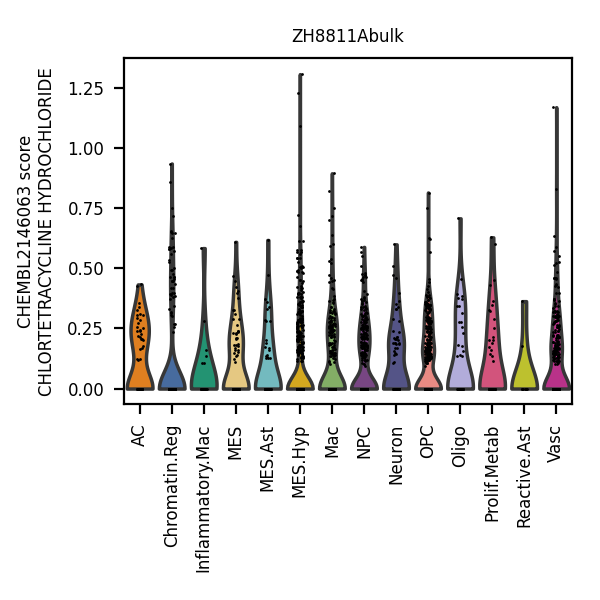 ZH8811Abulk
CHEMBL2146063 score
CHLORTETRACYCLINE HYDROCHLORIDE
1.25
1.00
0.75
0.50
0.25
0.00
AC
Chromatin.Reg
Inflammatory.Mac
MES
MES.Ast
MES.Hyp
Mac
NPC
Neuron
OPC
Oligo
Prolif.Metab
Reactive.Ast
Vasc